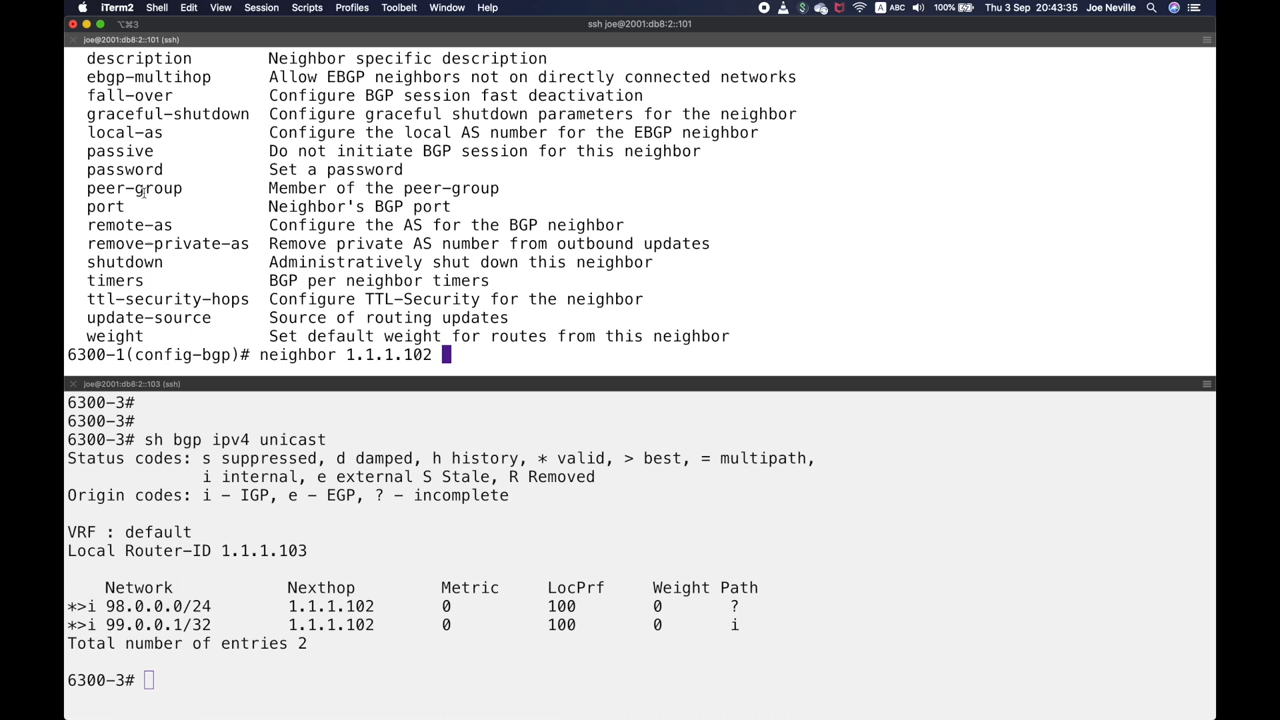 iTerm2 Shell Edit View Session Scripts Profiles Toolbelt Window Help ABC 100% Thu 3 Sep 20:43:35 Joe Neville
⌥⌘3 ssh joe@2001:db8:2::101
joe@2001:db8:2::101 (ssh)
description Neighbor specific description
ebgp-multihop Allow EBGP neighbors not on directly connected networks
fall-over Configure BGP session fast deactivation
graceful-shutdown Configure graceful shutdown parameters for the neighbor
local-as Configure the local AS number for the EBGP neighbor
passive Do not initiate BGP session for this neighbor
password Set a password
peer-group Member of the peer-group
port Neighbor's BGP port
remote-as Configure the AS for the BGP neighbor
remove-private-as Remove private AS number from outbound updates
shutdown Administratively shut down this neighbor
timers BGP per neighbor timers
ttl-security-hops Configure TTL-Security for the neighbor
update-source Source of routing updates
weight Set default weight for routes from this neighbor
6300-1(config-bgp)# neighbor 1.1.1.102
joe@2001:db8:2::103 (ssh)
6300-3#
6300-3#
6300-3# sh bgp ipv4 unicast
Status codes: s suppressed, d damped, h history, * valid, > best, = multipath,
i internal, e external S Stale, R Removed
Origin codes: i - IGP, e - EGP, ? - incomplete
VRF : default
Local Router-ID 1.1.1.103
Network Nexthop Metric LocPrf Weight Path
*>i 98.0.0.0/24 1.1.1.102 0 100 0 ?
*>i 99.0.0.1/32 1.1.1.102 0 100 0 i
Total number of entries 2
6300-3#